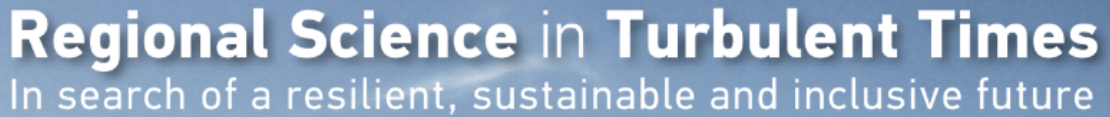 Regional Science in Turbulent Times
In search of a resilient, sustainable and inclusive future